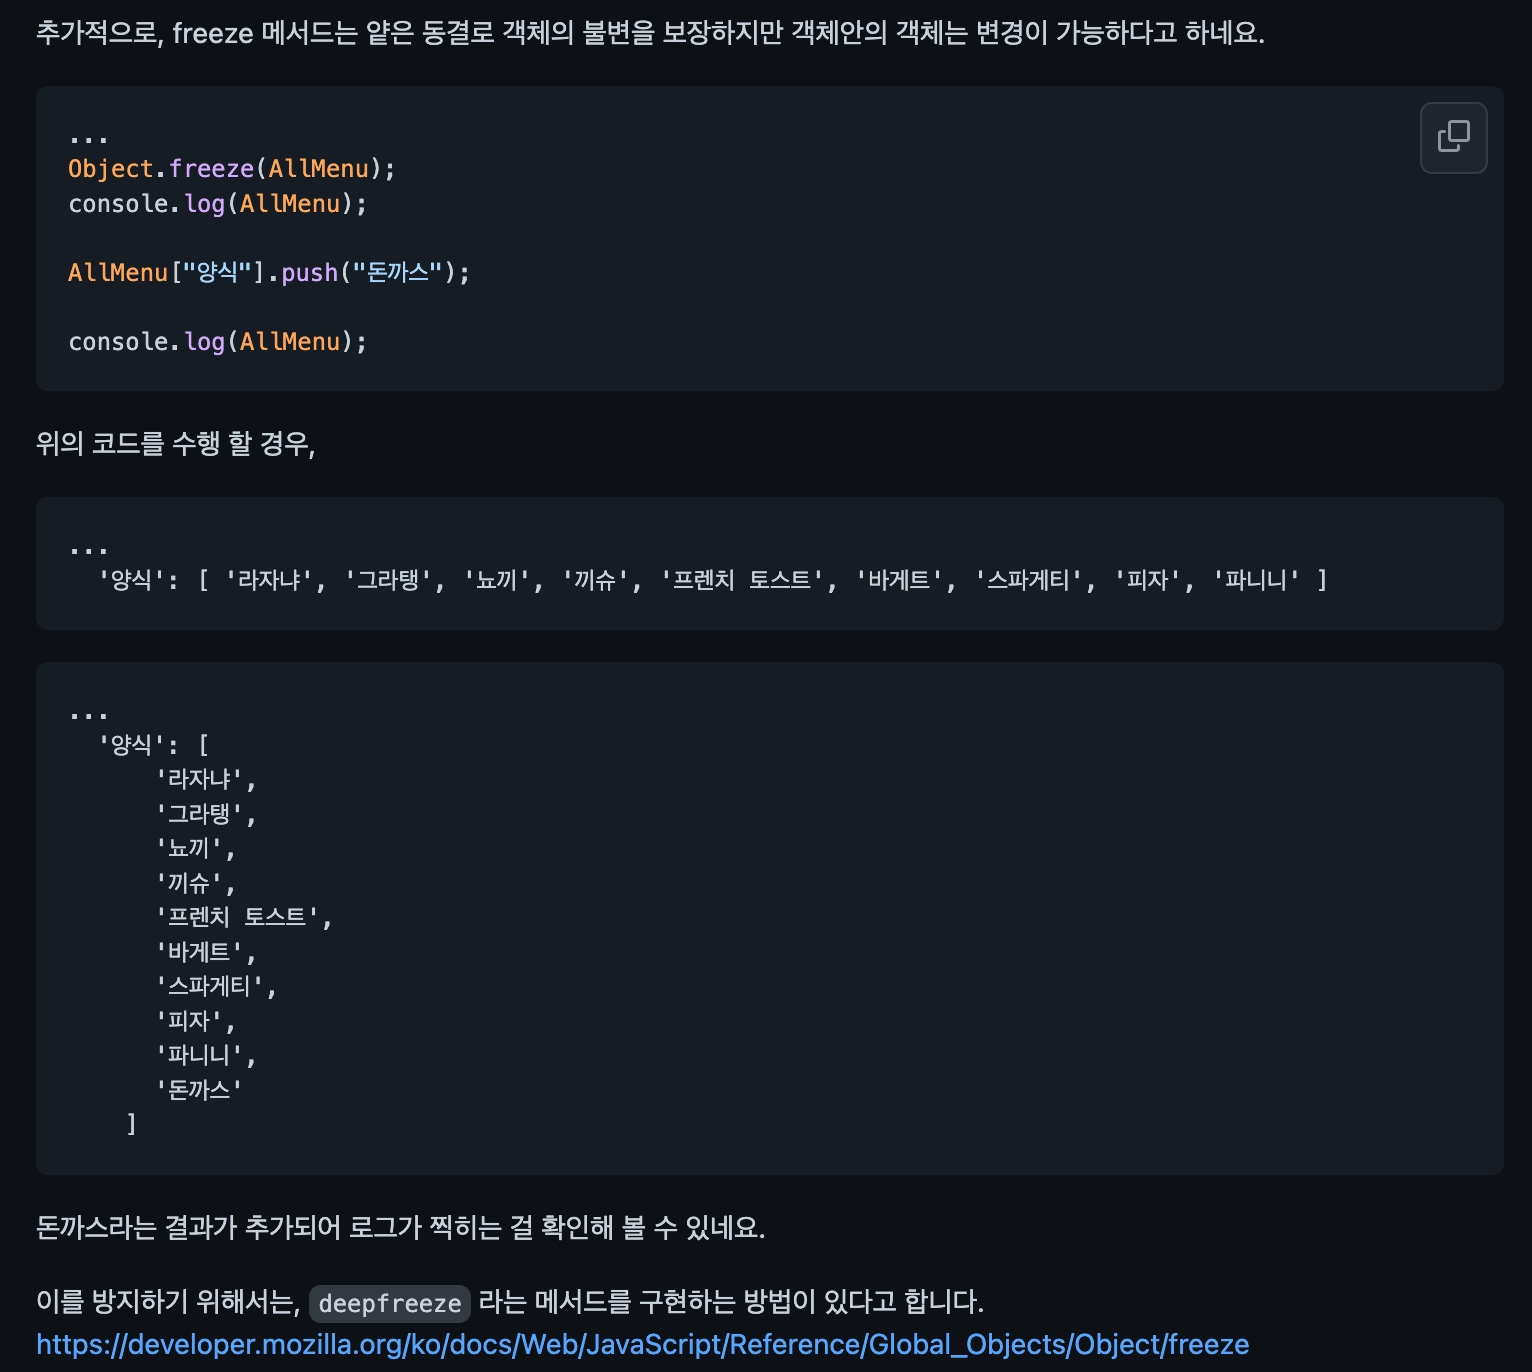 추가적으로, freeze 메서드는 얕은 동결로 객체의 불변을 보장하지만 객체안의 객체는 변경이 가능하다고 하네요.
...
Object.freeze(AllMenu);
console.log(AllMenu);
AllMenu["양식"].push("돈까스");
console.log(AllMenu);
위의 코드를 수행 할 경우,
...
'양식': [ '라자냐', '그라탱', '뇨끼', '끼슈', '프렌치 토스트', '바게트', '스파게티', '피자', '파니니' ]
...
'양식': [
'라자냐',
'그라탱',
'뇨끼',
'끼슈',
'프렌치 토스트',
'바게트',
'스파게티',
'피자',
'파니니',
'돈까스'
]
돈까스라는 결과가 추가되어 로그가 찍히는 걸 확인해 볼 수 있네요.
이를 방지하기 위해서는, deepfreeze 라는 메서드를 구현하는 방법이 있다고 합니다.
https://developer.mozilla.org/ko/docs/Web/JavaScript/Reference/Global_Objects/Object/freeze